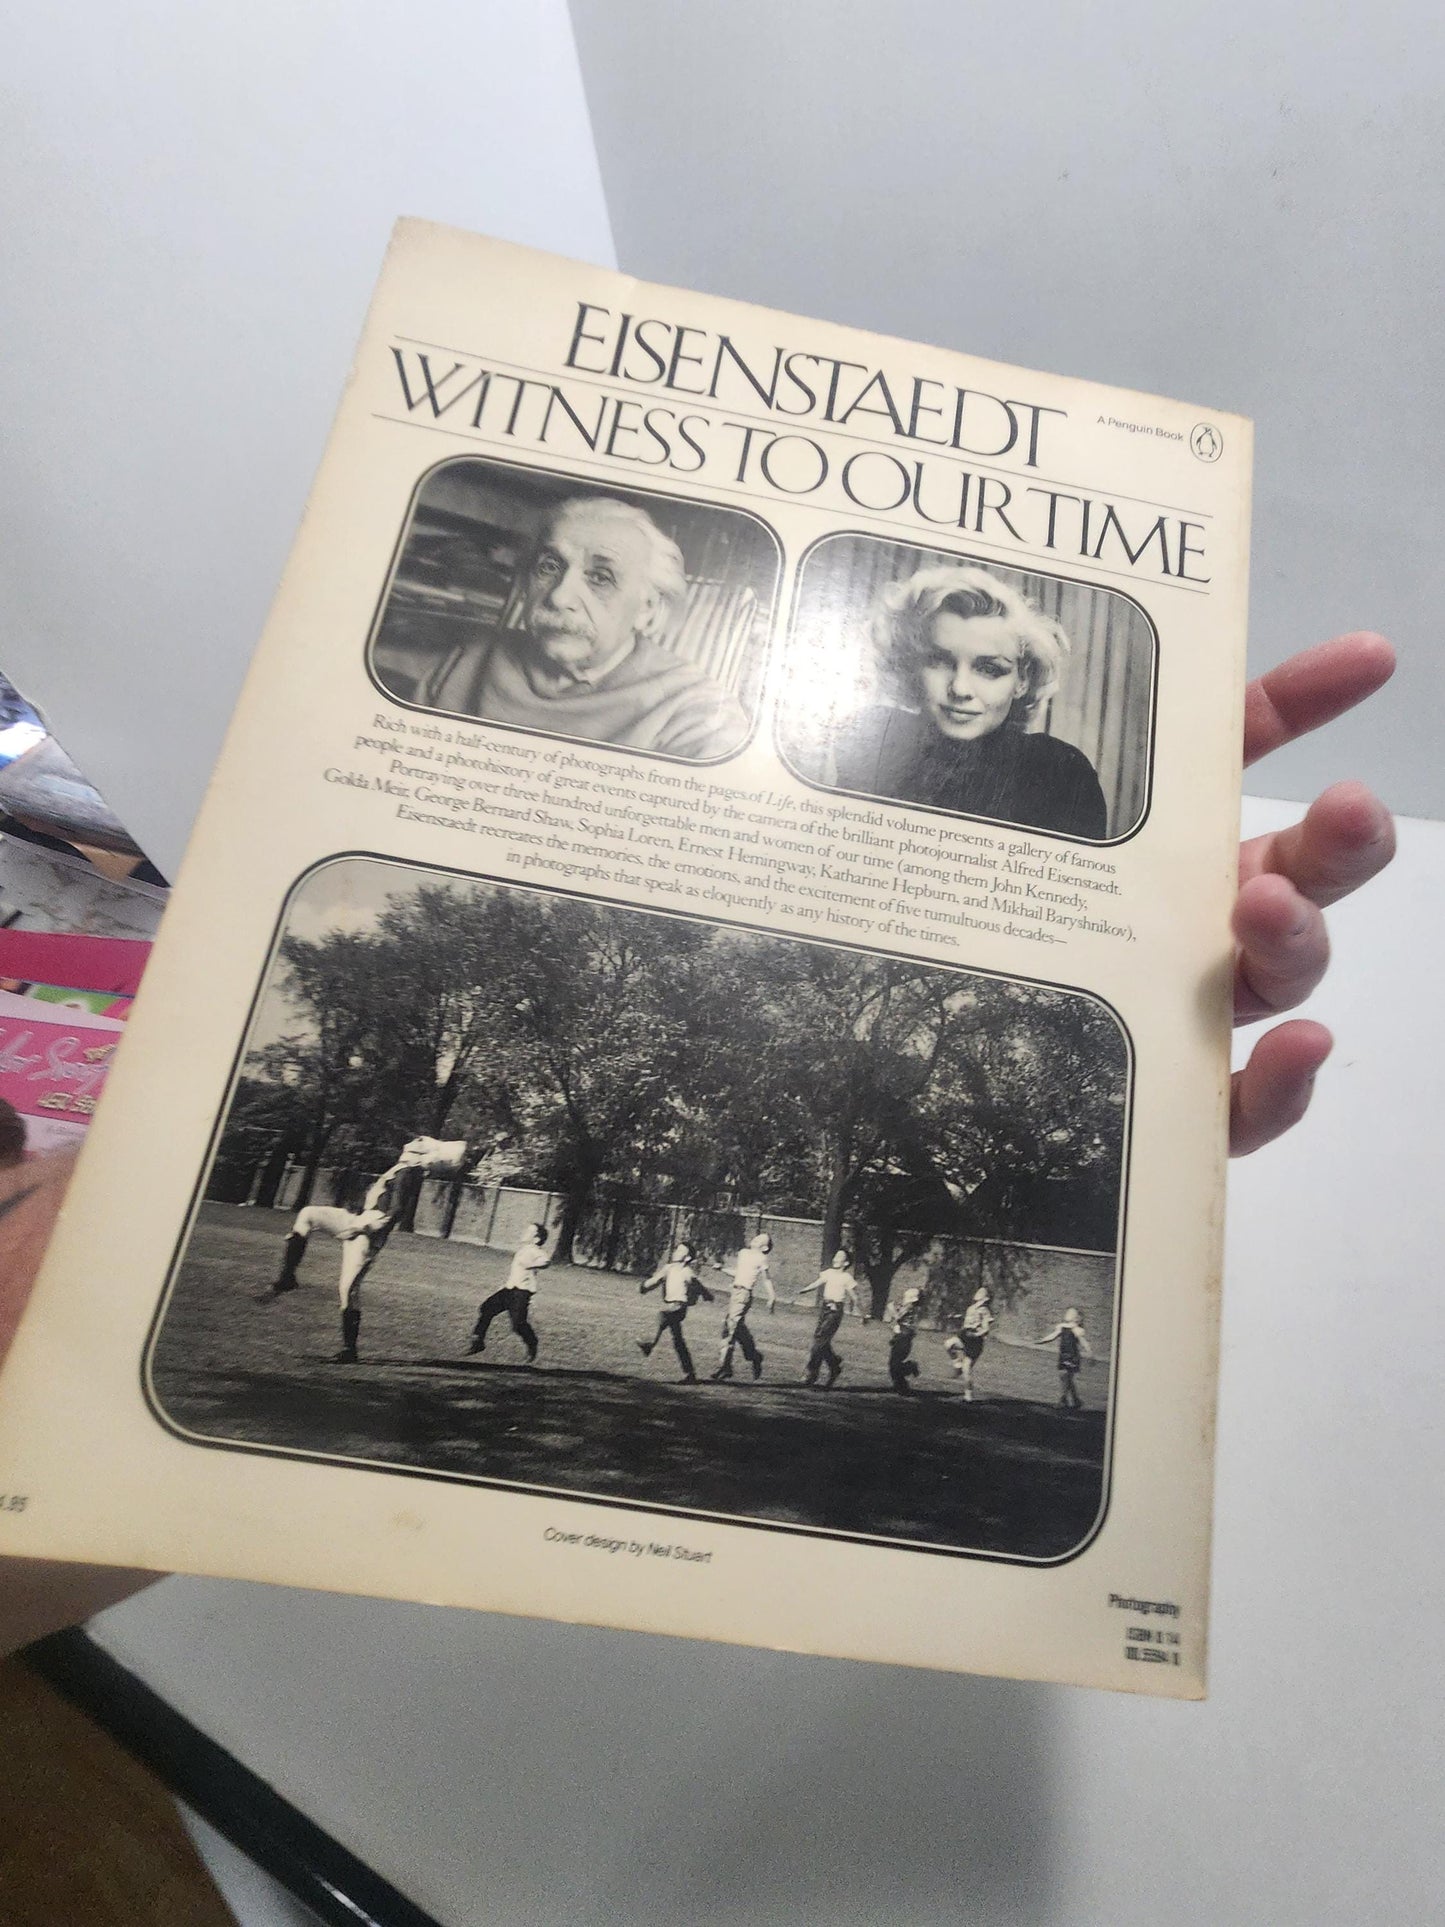 EISENSTAEDT
A Penguin Book
WITNESS TO OUR TIME
Rich with a half-century of photographs from the pages of Life, this splendid volume presents a gallery of famous
people and a photohistory of great events captured by the camera of the brilliant photojournalist Alfred Eisenstaedt.
Portraying over three hundred unforgettable men and women of our time (among them John Kennedy,
Golda Meir, George Bernard Shaw, Sophia Loren, Ernest Hemingway, Katharine Hepburn, and Mikhail Baryshnikov),
Eisenstaedt recreates the memories, the emotions, and the excitement of five tumultuous decades—
in photographs that speak as eloquently as any history of the times.
Cover design by Neil Stuart
Photography
ISBN 0 14